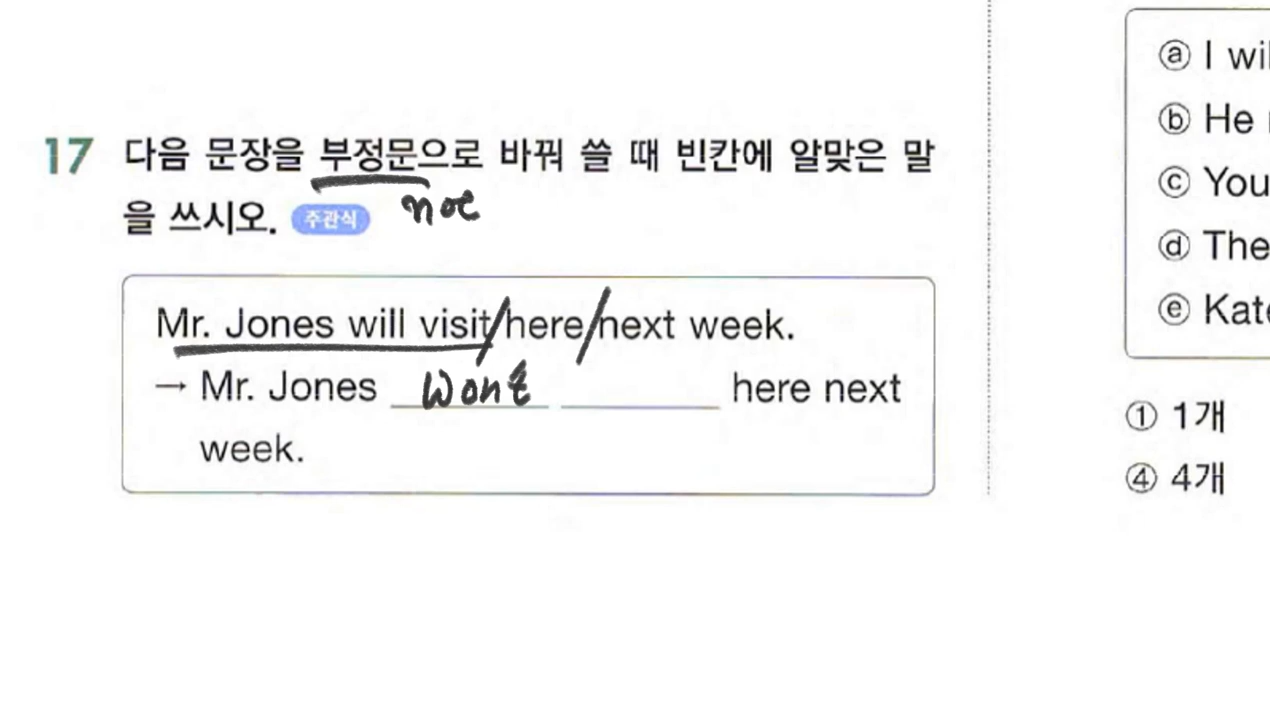 17 다음 문장을 부정문으로 바꿔 쓸 때 빈칸에 알맞은 말
을 쓰시오. 주관식 not
Mr. Jones will visit/here/next week.
→ Mr. Jones wont ______ here next
week.
ⓐ I wil
ⓑ He
ⓒ You
ⓓ The
ⓔ Kate
① 1개
④ 4개